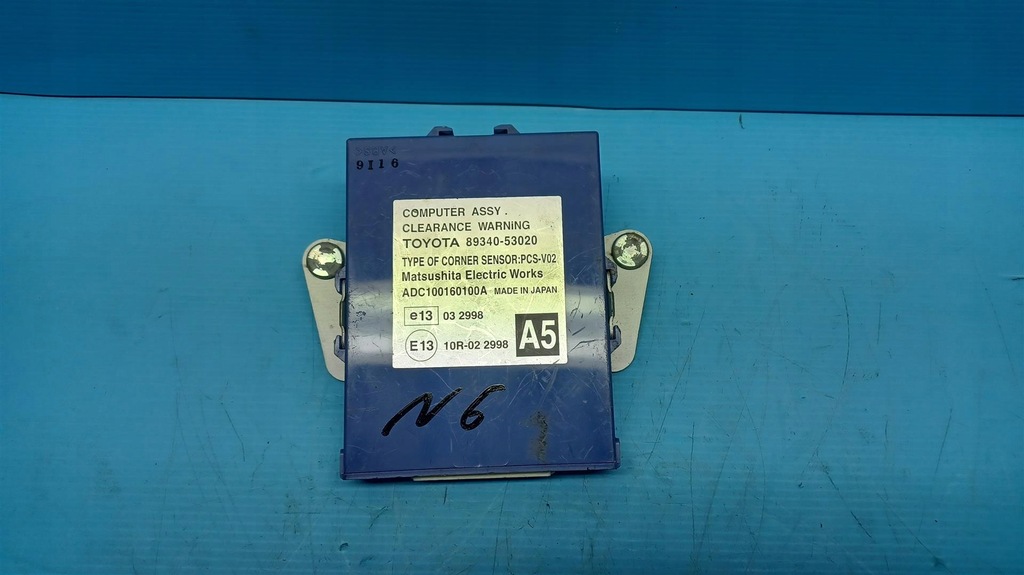 9116
COMPUTER ASSY.
CLEARANCE WARNING
TOYOTA 89340-53020
TYPE OF CORNER SENSOR:PCS-V02
Matsushita Electric Works
ADC100160100A MADE IN JAPAN
e13 03 2998
E13 10R-02 2998
A5
N6